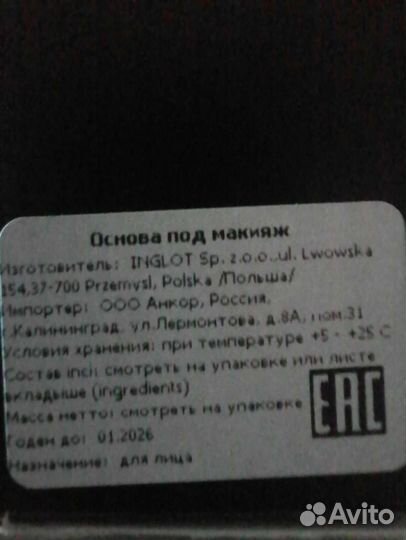 Основа под макияж
Изготовитель: INGLOT Sp. z.o.o..ul. Lwowska
154,37-700 Przemysl, Polska /Польша/
Импортер: ООО Анкор, Россия,
г.Калининград, ул.Лермонтова, д.8А, пом.31
Условия хранения: при температуре +5 - +25 С
Состав inci: смотреть на упаковке или листе
вкладыше (ingredients)
Масса нетто: смотреть на упаковке
Годен до: 01.2026
Назначение: для лица
EAC
Avito